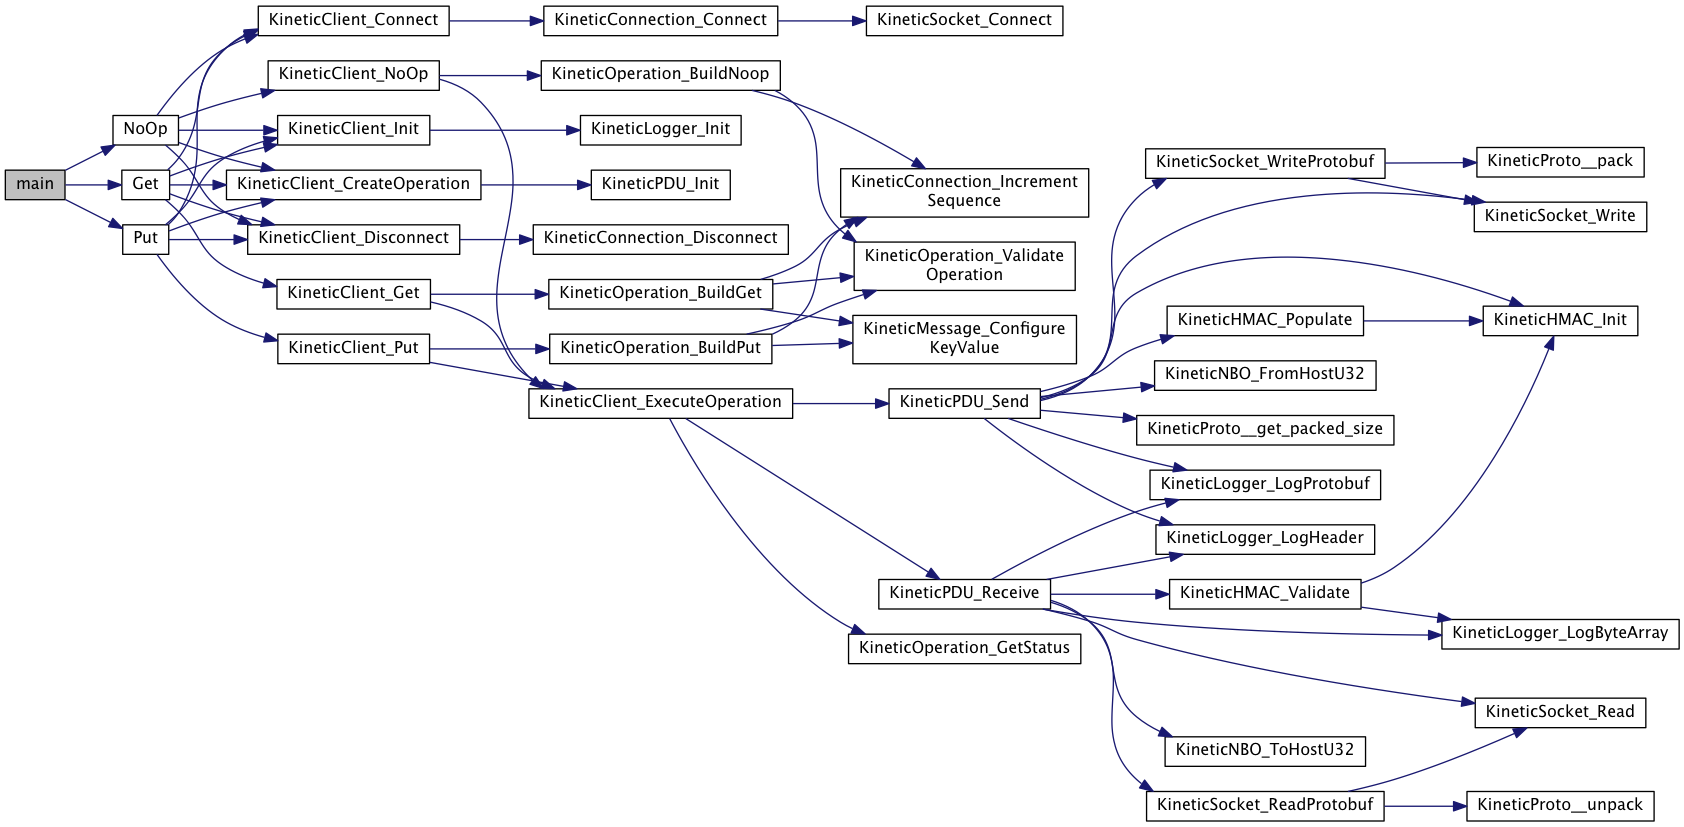 main
NoOp
Get
Put
KineticClient_Connect
KineticClient_NoOp
KineticClient_Init
KineticClient_CreateOperation
KineticClient_Disconnect
KineticClient_Get
KineticClient_Put
KineticConnection_Connect
KineticOperation_BuildNoop
KineticLogger_Init
KineticPDU_Init
KineticConnection_Disconnect
KineticOperation_BuildGet
KineticOperation_BuildPut
KineticClient_ExecuteOperation
KineticSocket_Connect
KineticConnection_Increment
Sequence
KineticOperation_Validate
Operation
KineticMessage_Configure
KeyValue
KineticPDU_Send
KineticPDU_Receive
KineticOperation_GetStatus
KineticSocket_WriteProtobuf
KineticHMAC_Populate
KineticNBO_FromHostU32
KineticProto__get_packed_size
KineticLogger_LogProtobuf
KineticLogger_LogHeader
KineticHMAC_Validate
KineticNBO_ToHostU32
KineticSocket_ReadProtobuf
KineticProto__pack
KineticSocket_Write
KineticHMAC_Init
KineticLogger_LogByteArray
KineticSocket_Read
KineticProto__unpack